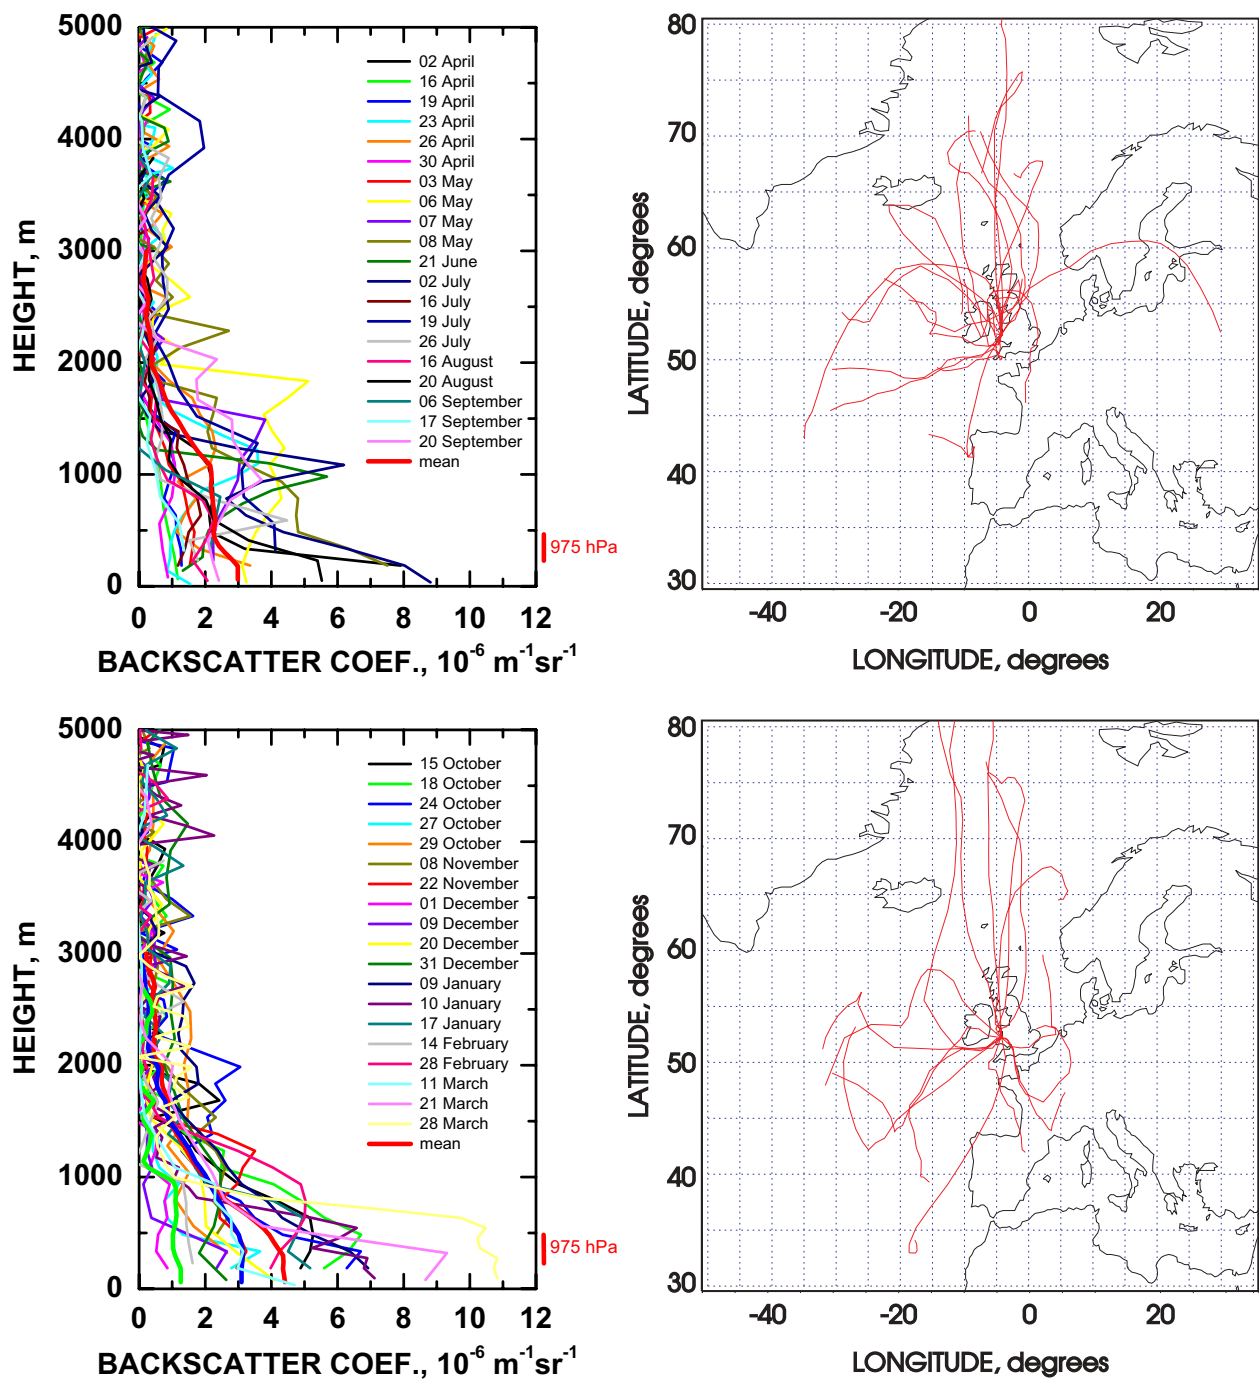 5000
4000
3000
2000
1000
0
HEIGHT, m
02 April
16 April
19 April
23 April
26 April
30 April
03 May
06 May
07 May
08 May
21 June
02 July
16 July
19 July
26 July
16 August
20 August
06 September
17 September
20 September
mean
975 hPa
0 2 4 6 8 10 12
BACKSCATTER COEF., 10⁻⁶ m⁻¹sr⁻¹
80
70
60
50
40
30
LATITUDE, degrees
-40 -20 0 20
LONGITUDE, degrees
5000
4000
3000
2000
1000
0
HEIGHT, m
15 October
18 October
24 October
27 October
29 October
08 November
22 November
01 December
09 December
20 December
31 December
09 January
10 January
17 January
14 February
28 February
11 March
21 March
28 March
mean
975 hPa
0 2 4 6 8 10 12
BACKSCATTER COEF., 10⁻⁶ m⁻¹sr⁻¹
80
70
60
50
40
30
LATITUDE, degrees
-40 -20 0 20
LONGITUDE, degrees